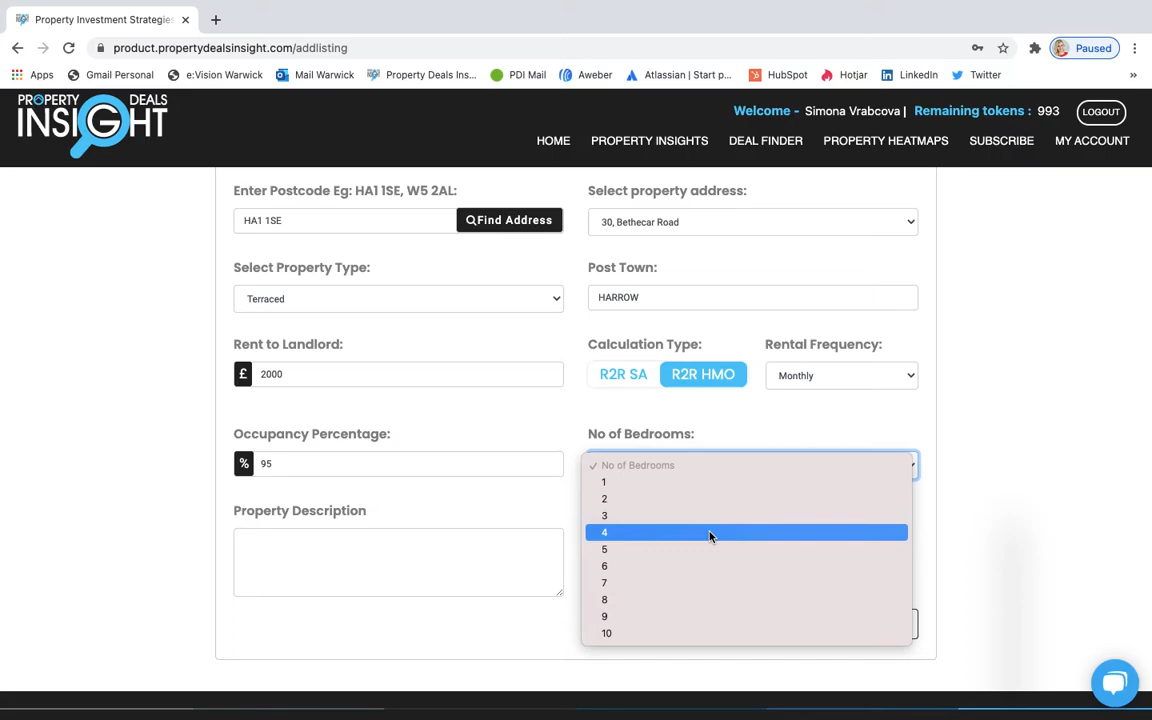 Property Investment Strategies
product.propertydealsinsight.com/addlisting
Paused
Apps
Gmail Personal
e:Vision Warwick
Mail Warwick
Property Deals Ins...
PDI Mail
Aweber
Atlassian | Start p...
HubSpot
Hotjar
LinkedIn
Twitter
»
PROPERTY DEALS
INSIGHT
Welcome - Simona Vrabcova | Remaining tokens : 993
LOGOUT
HOME
PROPERTY INSIGHTS
DEAL FINDER
PROPERTY HEATMAPS
SUBSCRIBE
MY ACCOUNT
Enter Postcode Eg: HA1 1SE, W5 2AL:
Select property address:
HA1 1SE
Find Address
30, Bethecar Road
Select Property Type:
Post Town:
Terraced
HARROW
Rent to Landlord:
Calculation Type:
Rental Frequency:
£ 2000
R2R SA
R2R HMO
Monthly
Occupancy Percentage:
No of Bedrooms:
% 95
✓ No of Bedrooms
1
2
3
4
5
6
7
8
9
10
Property Description